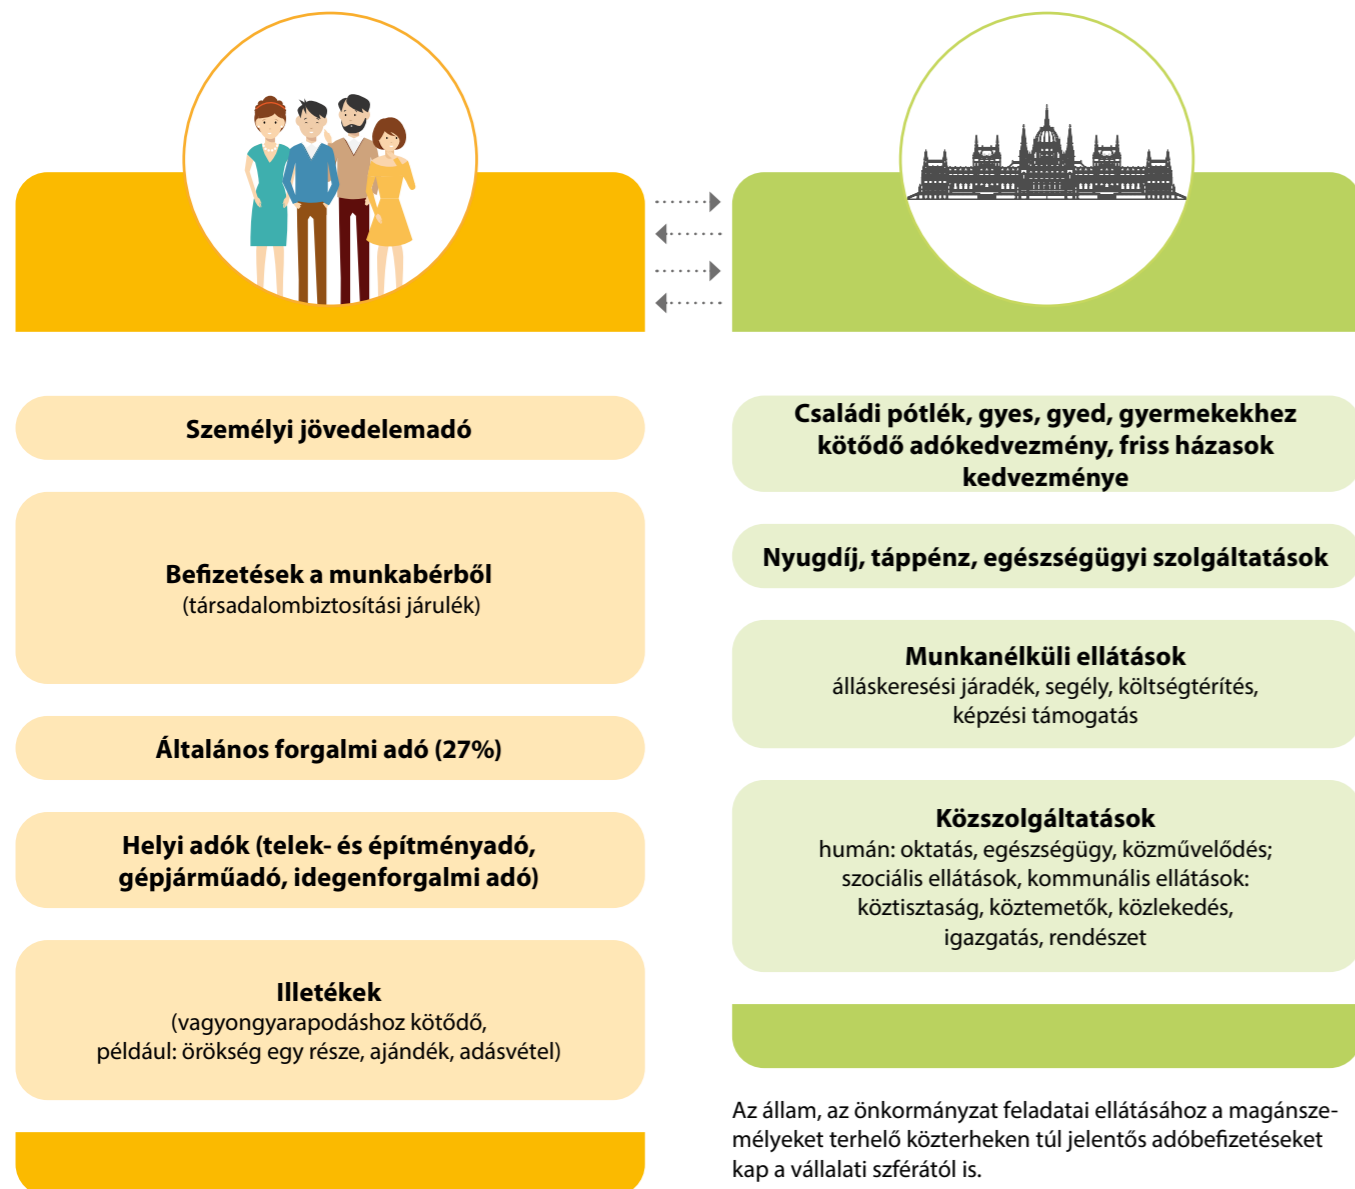 Személyi jövedelemadó
Befizetések a munkabérből
(társadalombiztosítási járulék)
Általános forgalmi adó (27%)
Helyi adók (telek- és építményadó,
gépjárműadó, idegenforgalmi adó)
Illetékek
(vagyongyarapodáshoz kötődő,
például: örökség egy része, ajándék, adásvétel)
Családi pótlék, gyes, gyed, gyermekekhez
kötődő adókedvezmény, friss házasok
kedvezménye
Nyugdíj, táppénz, egészségügyi szolgáltatások
Munkanélküli ellátások
álláskeresési járadék, segély, költségtérítés,
képzési támogatás
Közszolgáltatások
humán: oktatás, egészségügy, közművelődés;
szociális ellátások, kommunális ellátások:
köztisztaság, köztemetők, közlekedés,
igazgatás, rendészet
Az állam, az önkormányzat feladatai ellátásához a magánsze-
mélyeket terhelő közterheken túl jelentős adóbefizetéseket
kap a vállalati szférától is.